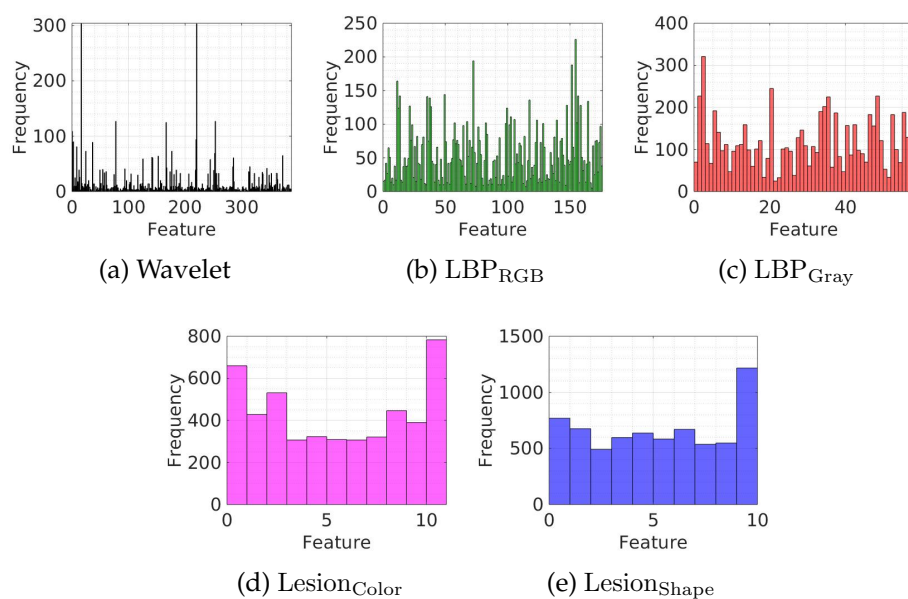 300
200
100
0
0 100 200 300
Frequency
Feature
(a) Wavelet
250
200
150
100
50
0
0 50 100 150
Frequency
Feature
(b) LBP_RGB
400
300
200
100
0
0 20 40
Frequency
Feature
(c) LBP_Gray
800
600
400
200
0
0 5 10
Frequency
Feature
(d) Lesion_Color
1500
1000
500
0
0 5 10
Frequency
Feature
(e) Lesion_Shape